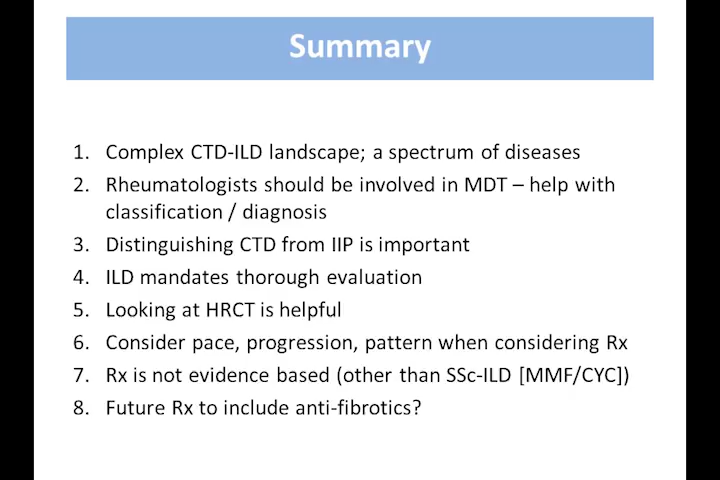 Summary
1. Complex CTD-ILD landscape; a spectrum of diseases
2. Rheumatologists should be involved in MDT – help with
classification / diagnosis
3. Distinguishing CTD from IIP is important
4. ILD mandates thorough evaluation
5. Looking at HRCT is helpful
6. Consider pace, progression, pattern when considering Rx
7. Rx is not evidence based (other than SSc-ILD [MMF/CYC])
8. Future Rx to include anti-fibrotics?